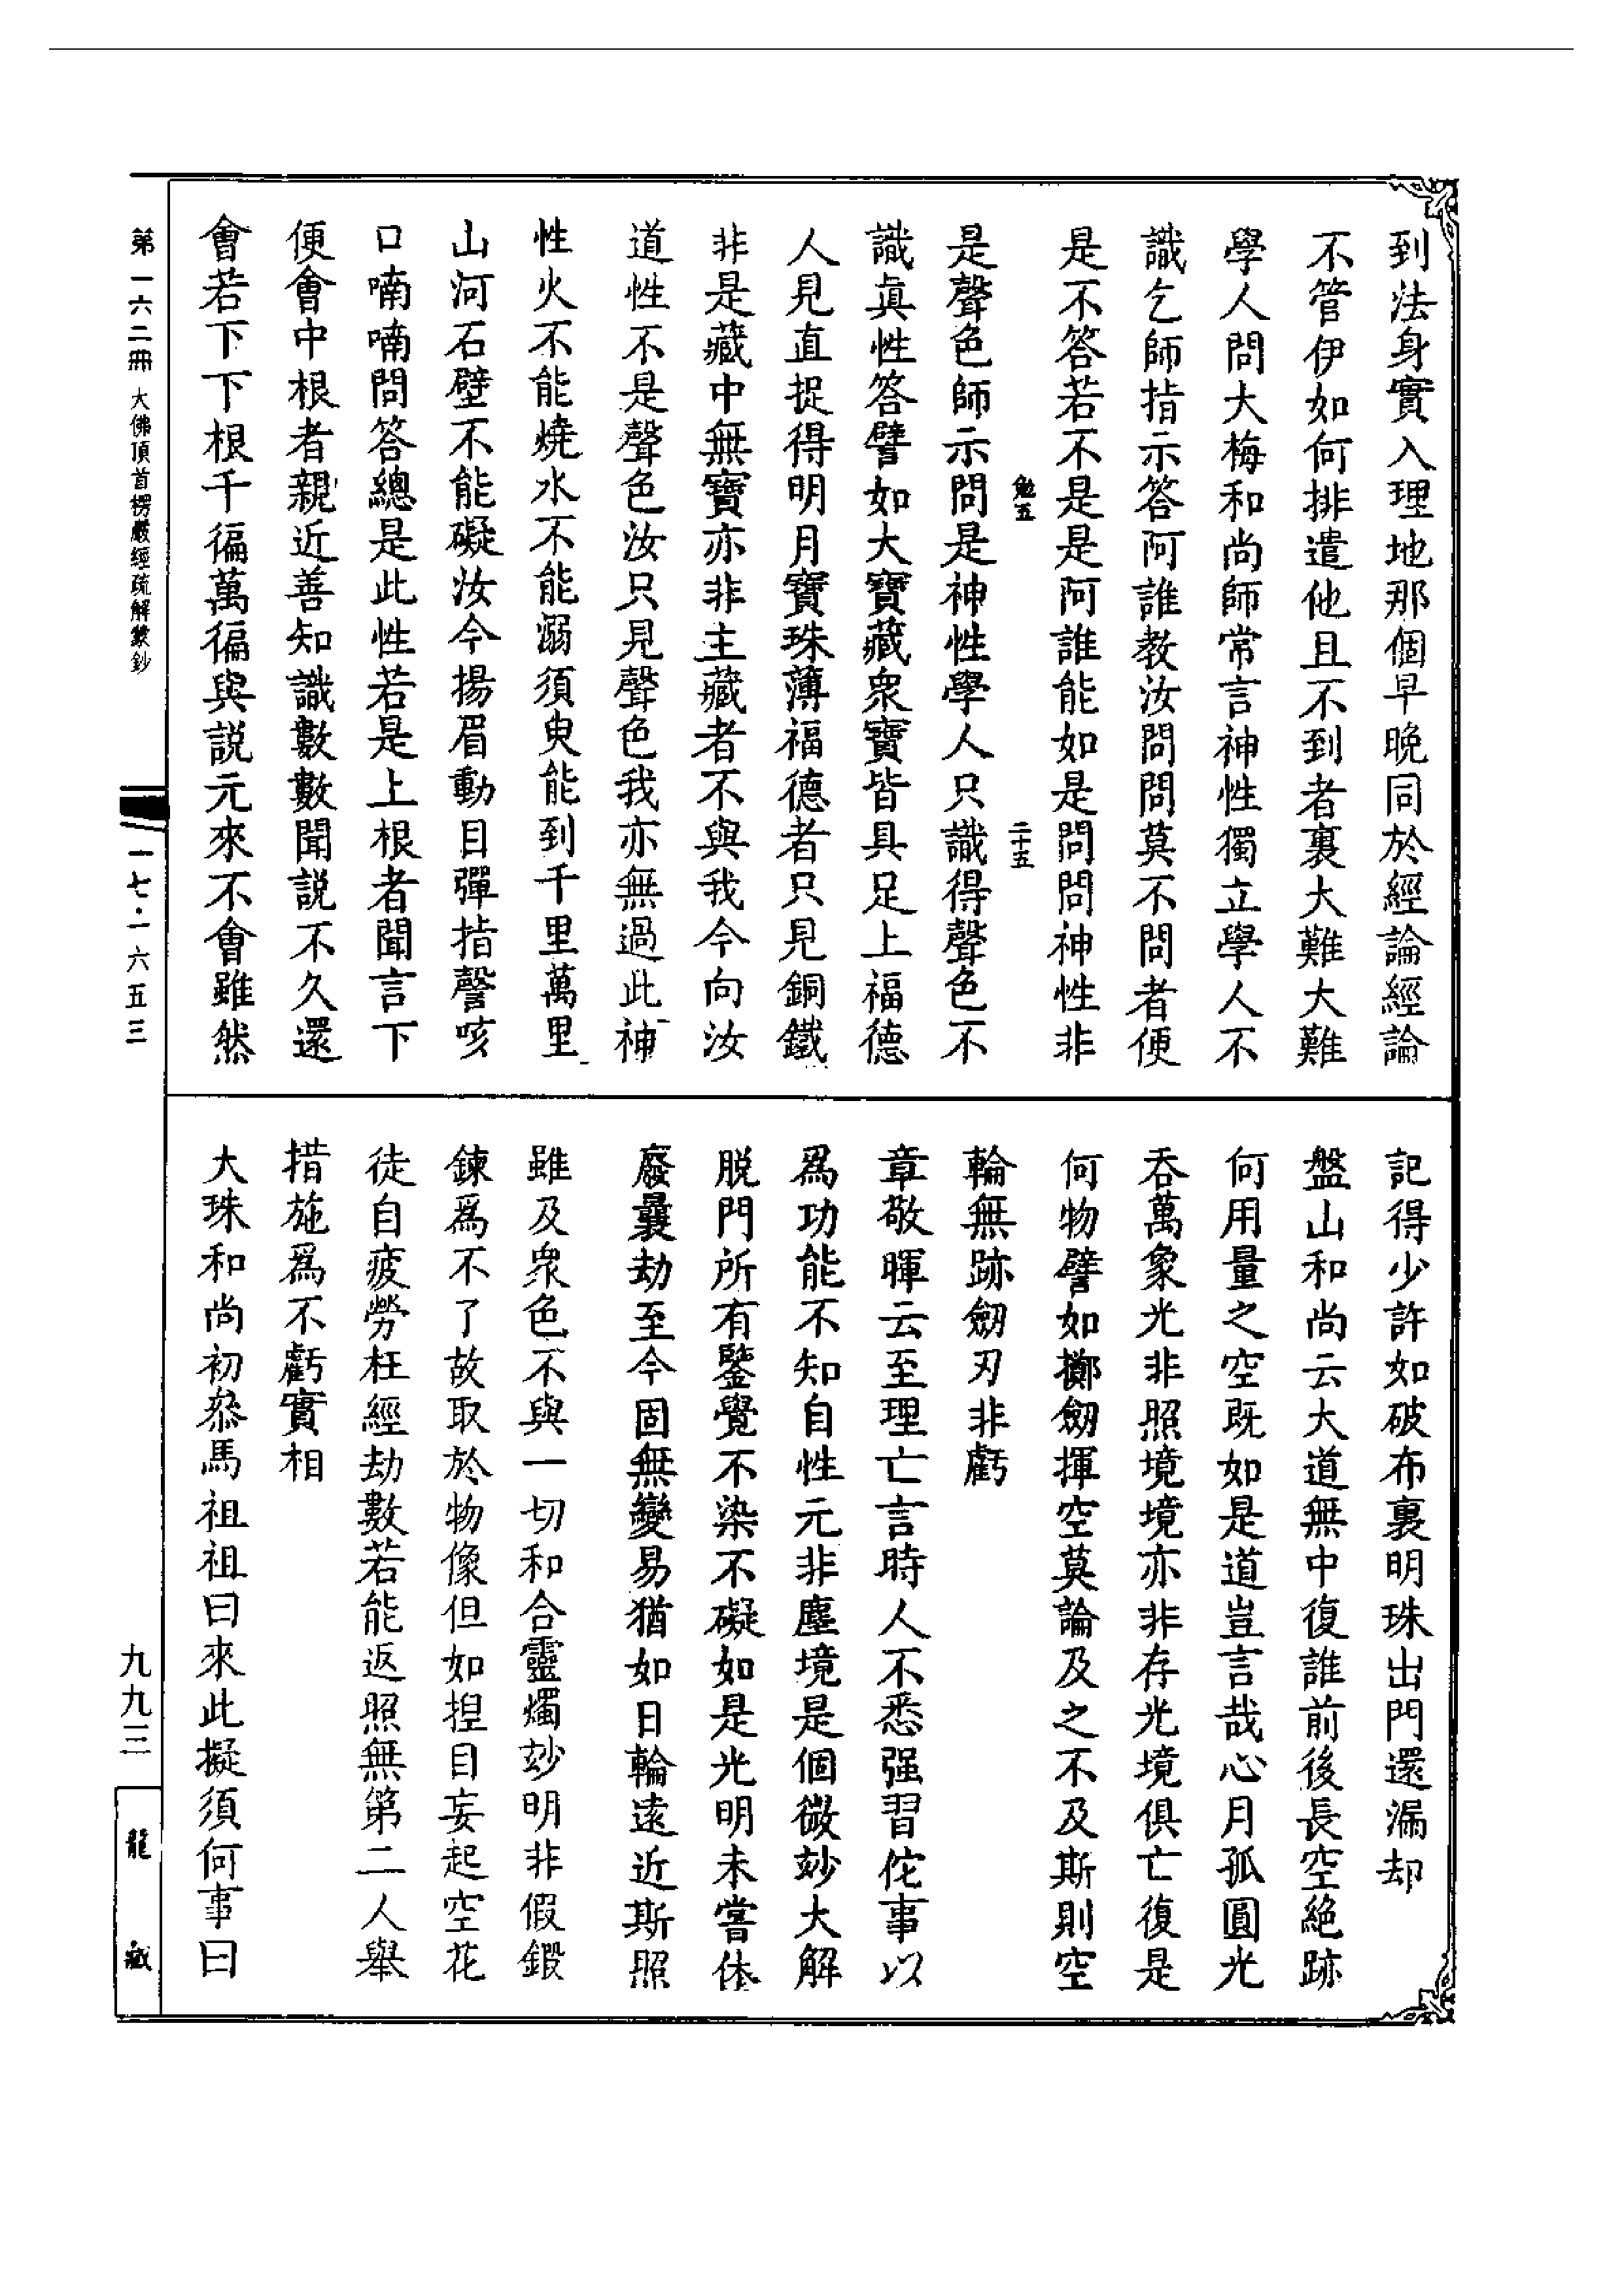 到法身實入理地那個早晚同於經論經論
不管伊如何排遣他且不到者裏大難大難
學人問大梅和尚師常言神性獨立學人不
識乞師指示答阿誰教汝問問莫不問者便
是不答若不是是阿誰能如是問問神性非
勉五
二十五
是聲色師示問是神性學人只識得聲色不
識眞性答譬如大寶藏衆寶皆具足上福德
人見直捉得明月寶珠薄福德者只見銅鐵
非是藏中無寶亦非主藏者不與我今向汝
道性不是聲色汝只見聲色我亦無過此神
性火不能燒水不能溺須臾能到千里萬里
山河石壁不能礙汝今揚眉動目彈指謦咳
口喃喃問答總是此性若是上根者聞言下
便會中根者親近善知識數數聞説不久還
會若下下根千徧萬徧與説元來不會雖然
記得少許如破布裏明珠出門還漏却
盤山和尚云大道無中復誰前後長空絶跡
何用量之空既如是道豈言哉心月孤圓光
吞萬象光非照境境亦非存光境俱亡復是
何物譬如擲劒揮空莫論及之不及斯則空
輪無跡劒刃非虧
章敬暉云至理亡言時人不悉强習佗事以
爲功能不知自性元非塵境是個微妙大解
脱門所有鑒覺不染不礙如是光明未嘗休
廢曩劫至今固無變易猶如日輪遠近斯照
雖及衆色不與一切和合靈燭玅明非假鍛
鍊爲不了故取於物像但如揑目妄起空花
徒自疲勞枉經劫數若能返照無第二人舉
措施爲不虧實相
大珠和尚初叅馬祖祖曰來此擬須何事曰
第一六二冊 大佛頂首楞嚴經疏解蒙鈔
一七·一六五三
九九三
龍藏